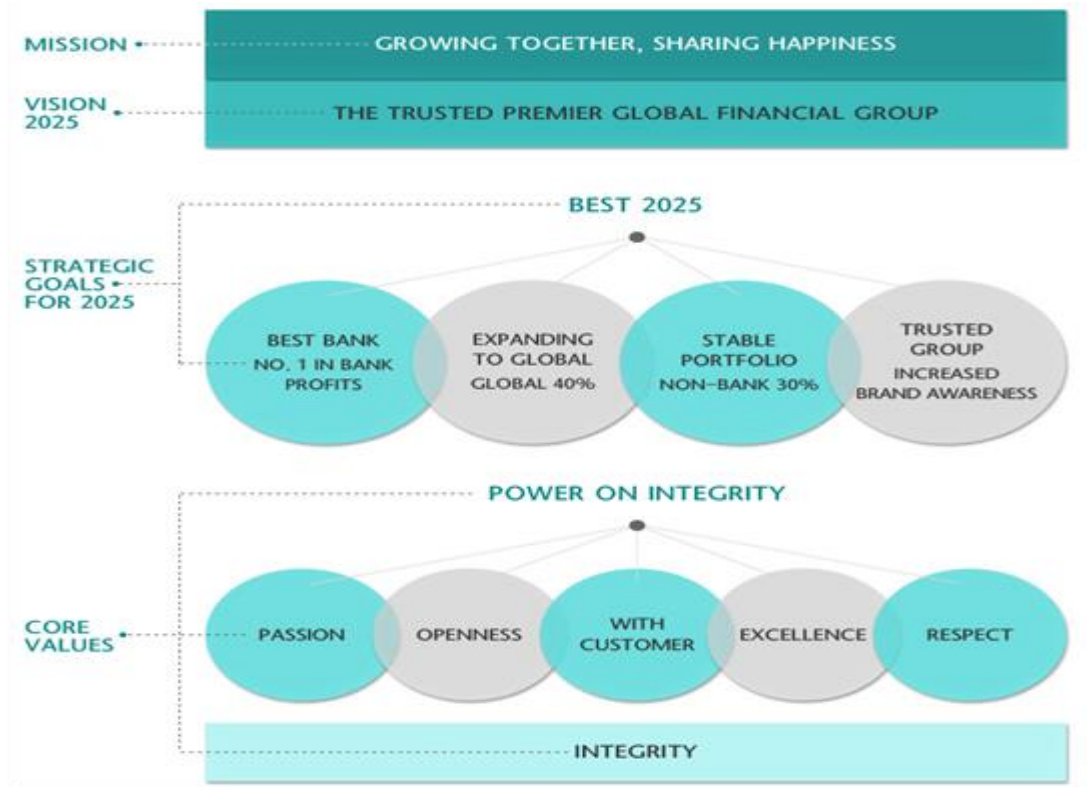 MISSION
GROWING TOGETHER, SHARING HAPPINESS
VISION
2025
THE TRUSTED PREMIER GLOBAL FINANCIAL GROUP
BEST 2025
STRATEGIC
GOALS
FOR 2025
BEST BANK
NO. 1 IN BANK
PROFITS
EXPANDING
TO GLOBAL
GLOBAL 40%
STABLE
PORTFOLIO
NON-BANK 30%
TRUSTED
GROUP
INCREASED
BRAND AWARENESS
POWER ON INTEGRITY
CORE
VALUES
PASSION
OPENNESS
WITH
CUSTOMER
EXCELLENCE
RESPECT
INTEGRITY